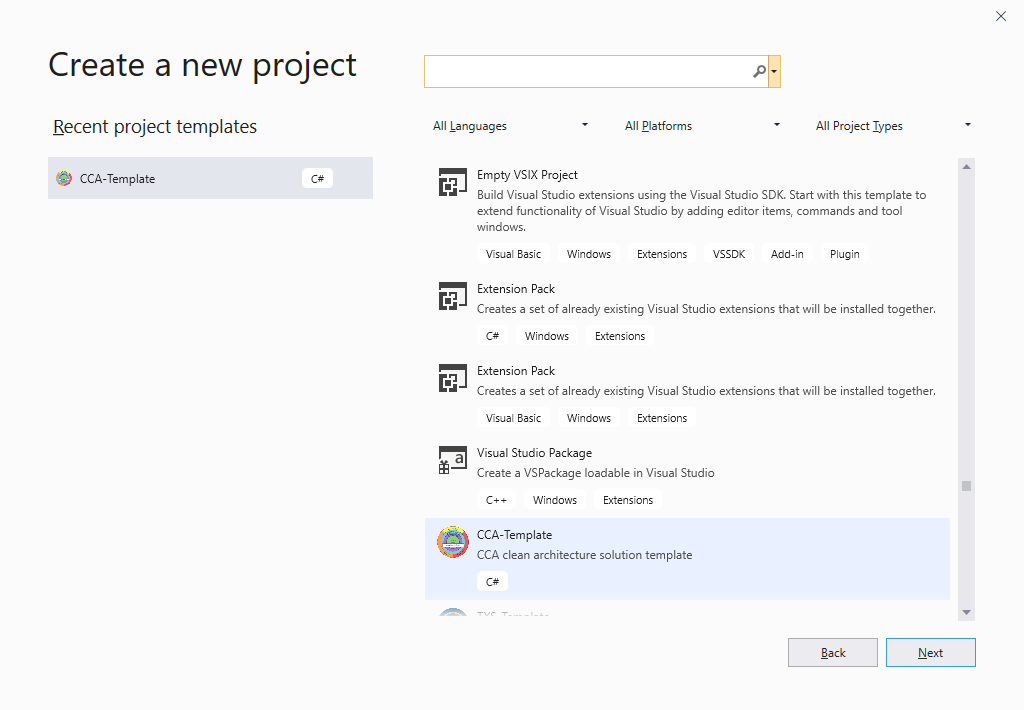 Create a new project
Recent project templates
CCA-Template C#
All Languages All Platforms All Project Types
Empty VSIX Project
Build Visual Studio extensions using the Visual Studio SDK. Start with this template to
extend functionality of Visual Studio by adding editor items, commands and tool
windows.
Visual Basic Windows Extensions VSSDK Add-in Plugin
Extension Pack
Creates a set of already existing Visual Studio extensions that will be installed together.
C# Windows Extensions
Extension Pack
Creates a set of already existing Visual Studio extensions that will be installed together.
Visual Basic Windows Extensions
Visual Studio Package
Create a VSPackage loadable in Visual Studio
C++ Windows Extensions
CCA-Template
CCA clean architecture solution template
C#
Back Next